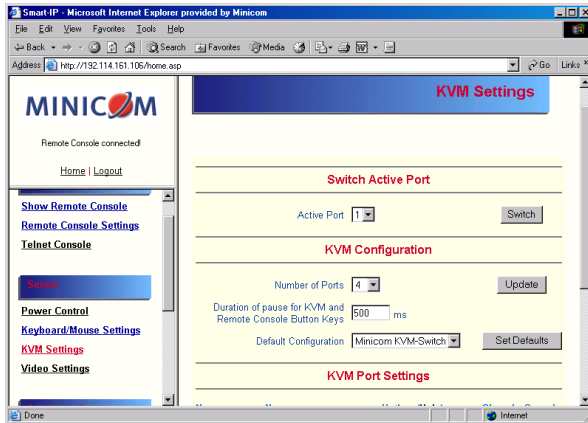 Smart-IP - Microsoft Internet Explorer provided by Minicom
File Edit View Favorites Tools Help
Back Search Favorites Media
Address http://192.114.161.106/home.asp Go Links »
MINICOM
Remote Console connected!
Home | Logout
Show Remote Console
Remote Console Settings
Telnet Console
Server
Power Control
Keyboard/Mouse Settings
KVM Settings
Video Settings
KVM Settings
Switch Active Port
Active Port 1 Switch
KVM Configuration
Number of Ports 4 Update
Duration of pause for KVM and
Remote Console Button Keys 500 ms
Default Configuration Minicom KVM-Switch Set Defaults
KVM Port Settings
Done Internet